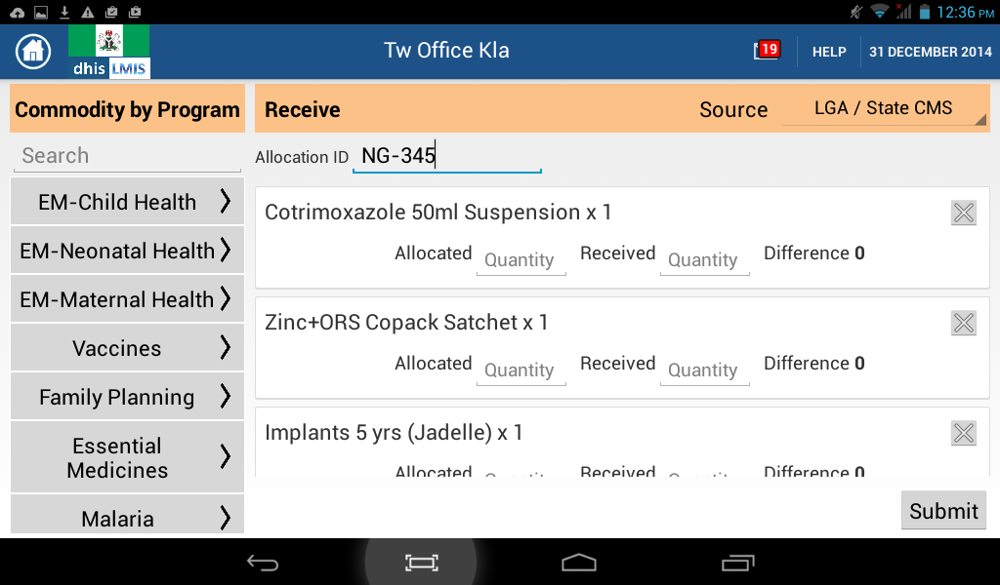 12:36 PM
dhis LMIS
Tw Office Kla
19
HELP
31 DECEMBER 2014
Commodity by Program
Receive
Source
LGA / State CMS
Search
Allocation ID NG-345
EM-Child Health
EM-Neonatal Health
EM-Maternal Health
Vaccines
Family Planning
Essential
Medicines
Malaria
Cotrimoxazole 50ml Suspension x 1
Allocated Quantity Received Quantity Difference 0
Zinc+ORS Copack Satchet x 1
Allocated Quantity Received Quantity Difference 0
Implants 5 yrs (Jadelle) x 1
Allocated Quantity Received Quantity Difference 0
Submit